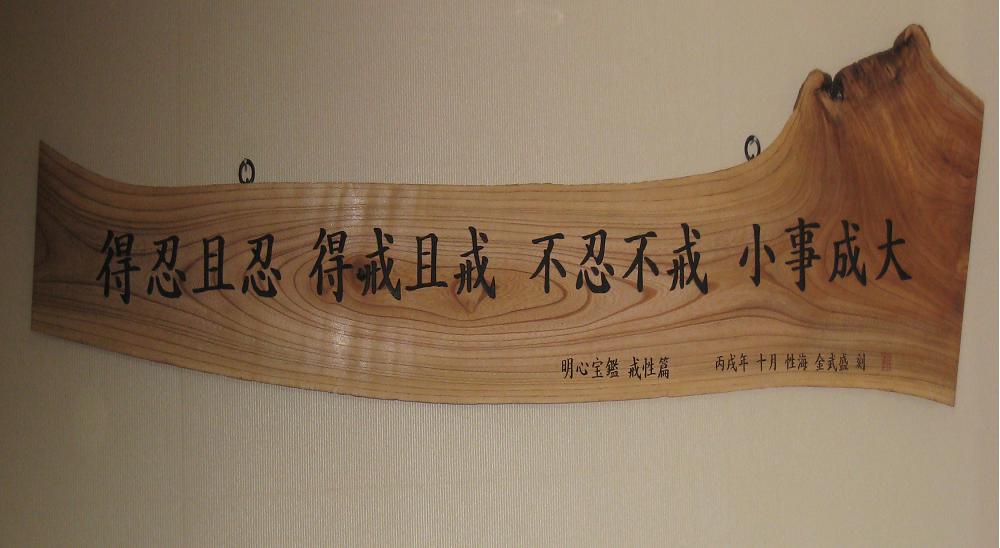 得忍且忍 得戒且戒 不忍不戒 小事成大
明心宝鑑 戒性篇 丙戌年 十月 性海 金武盛 刻